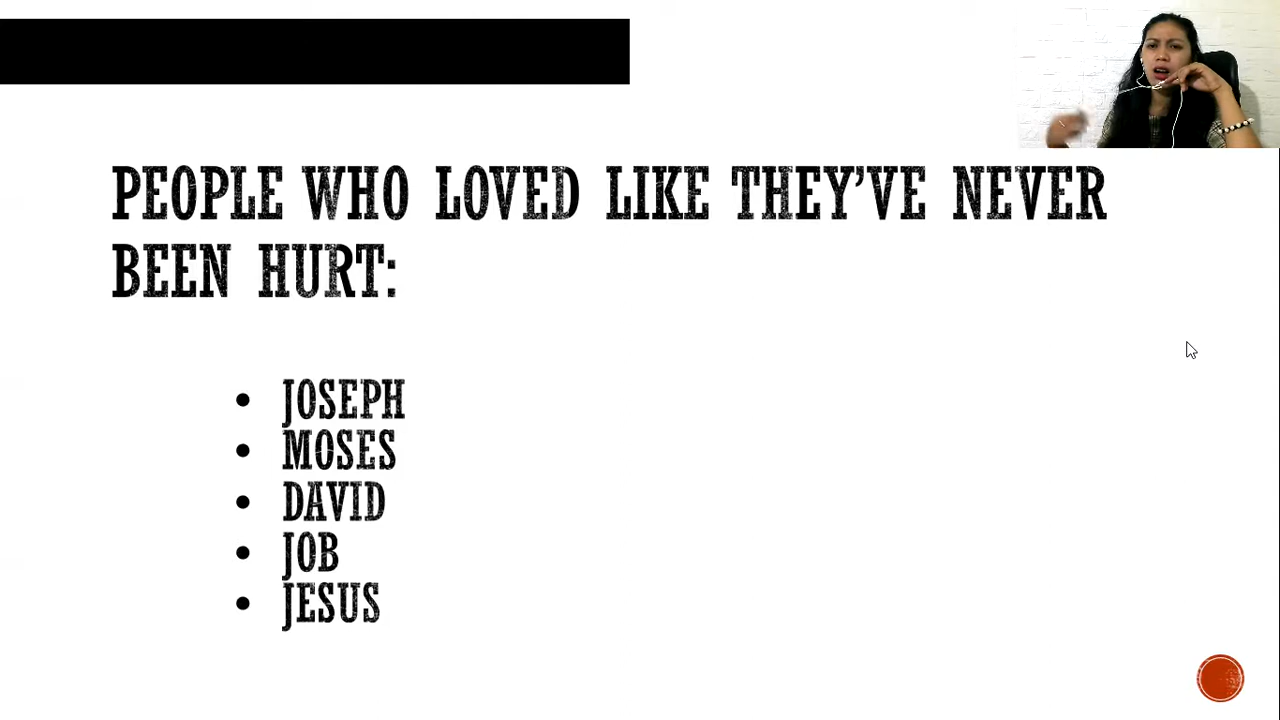 PEOPLE WHO LOVED LIKE THEY’VE NEVER
BEEN HURT:
• JOSEPH
• MOSES
• DAVID
• JOB
• JESUS